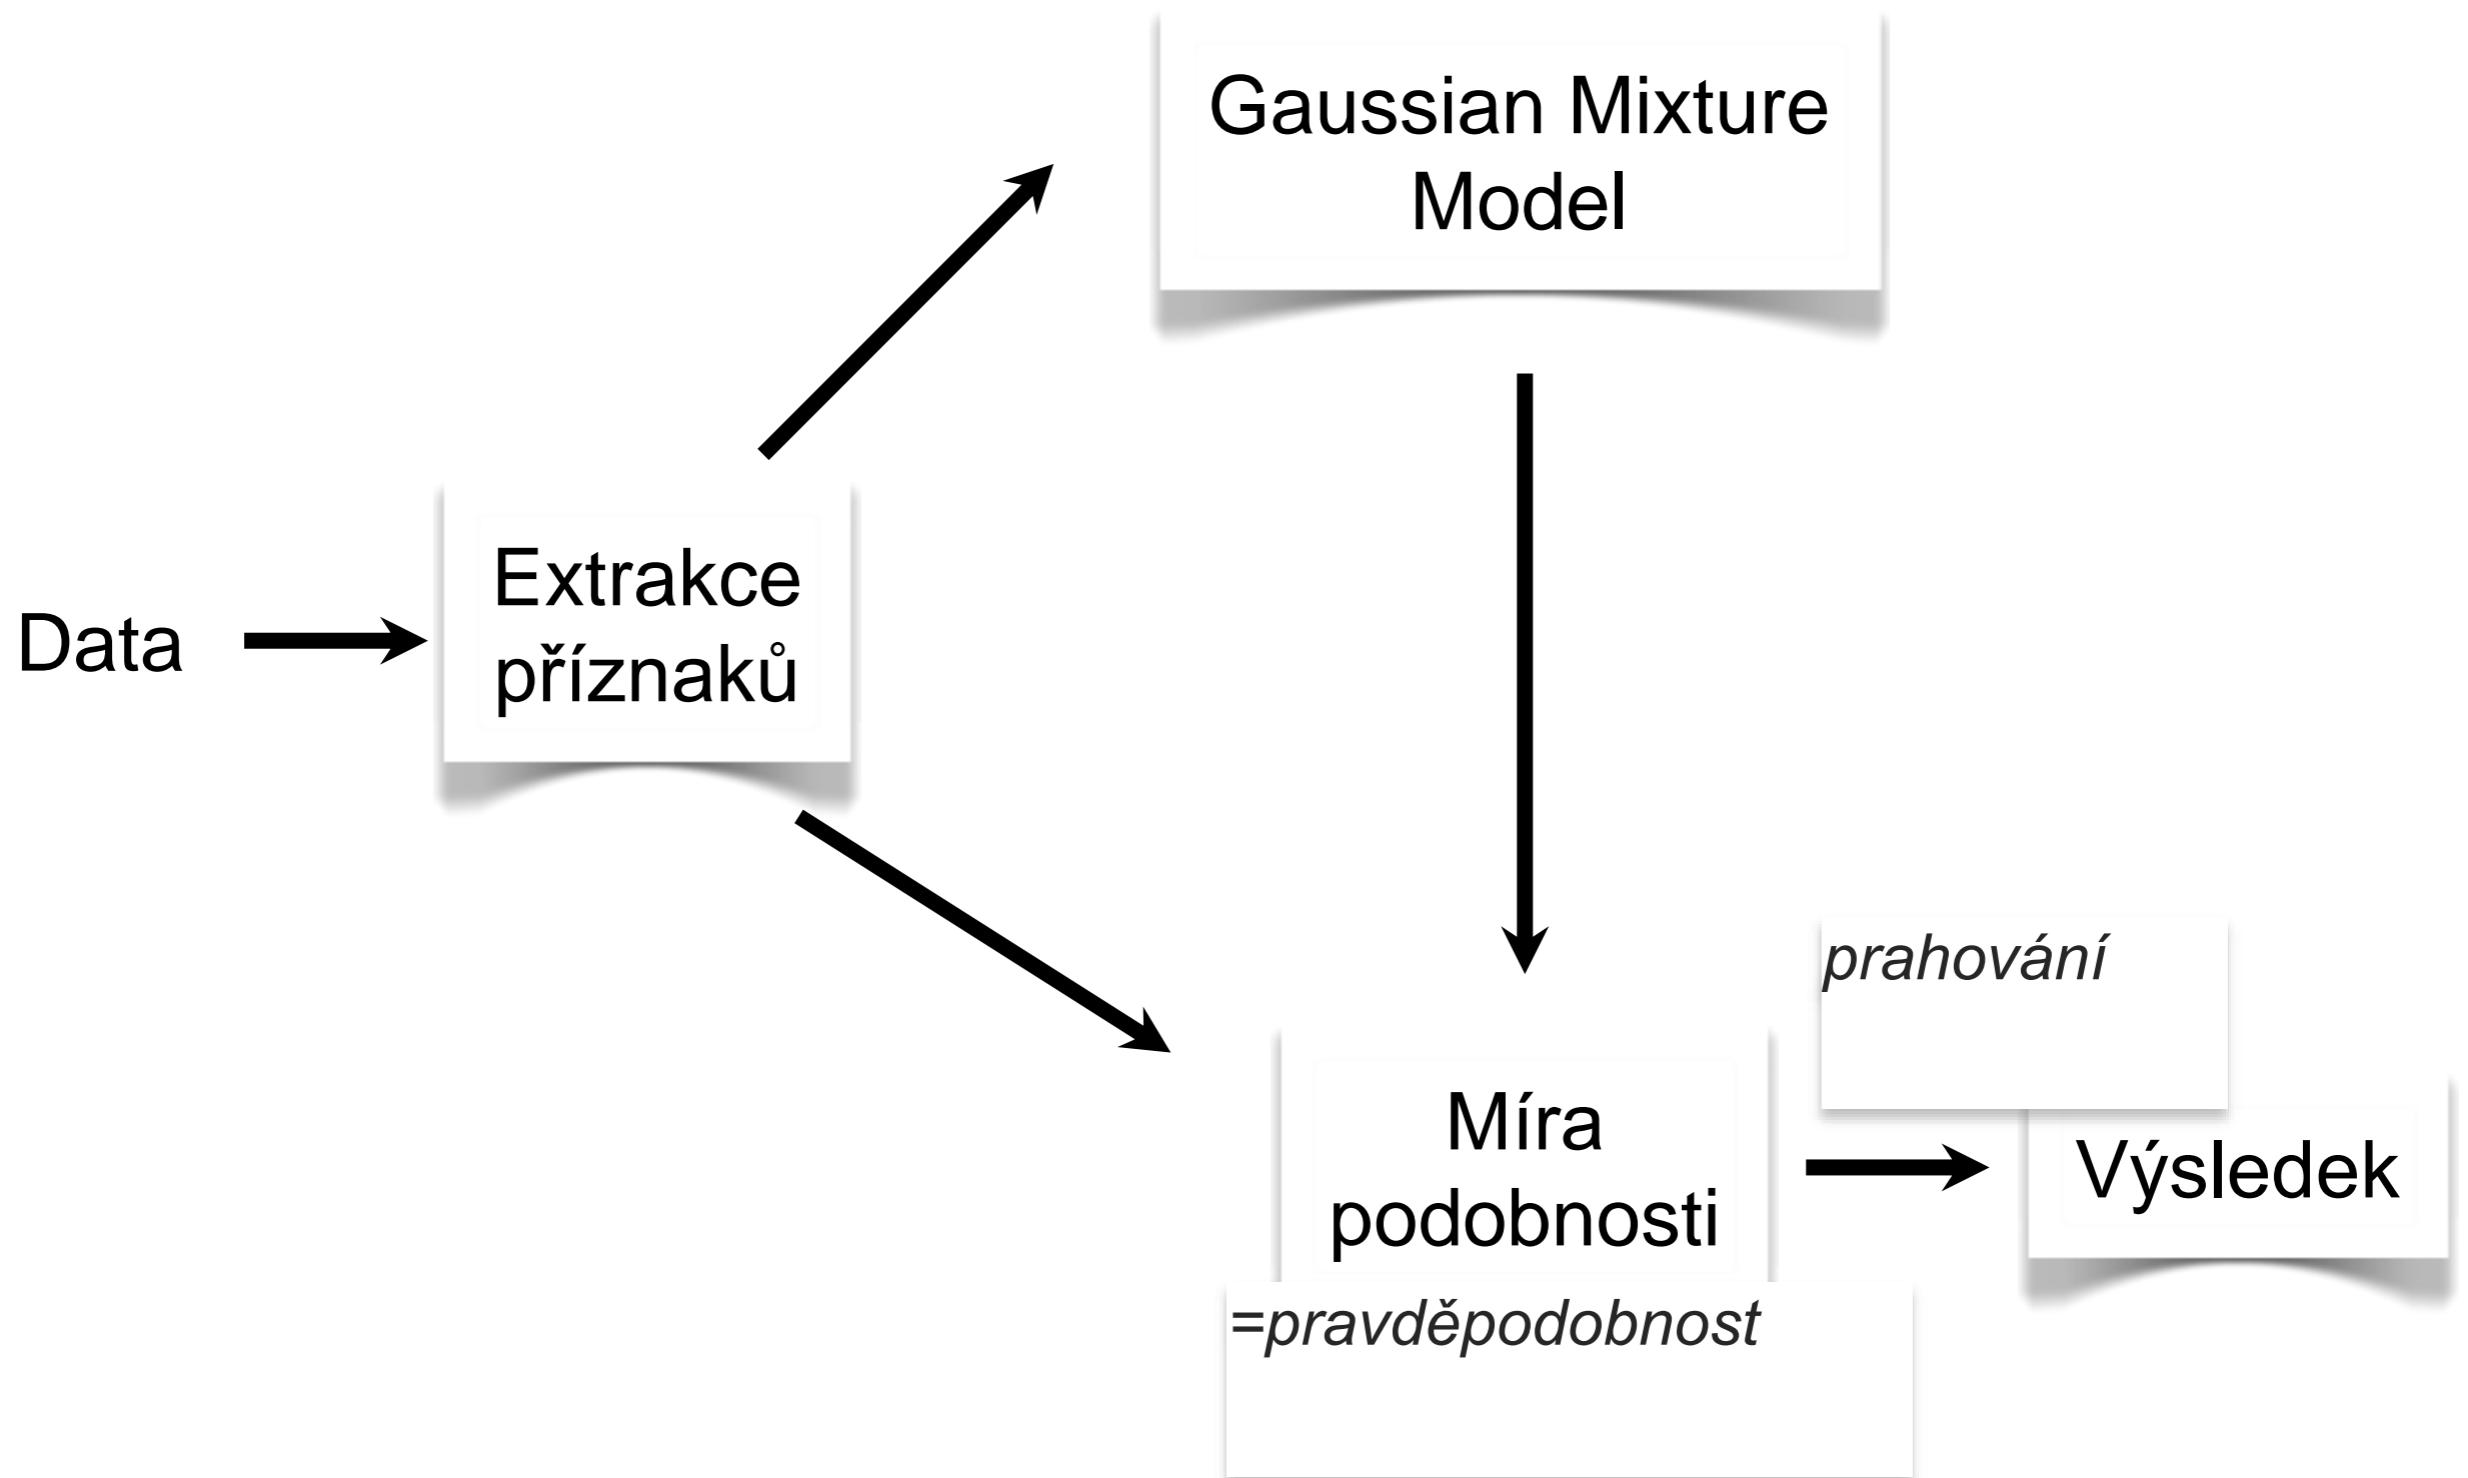 Gaussian Mixture
Model
Extrakce
příznaků
Data
prahování
Míra
podobnosti
=pravděpodobnost
Výsledek